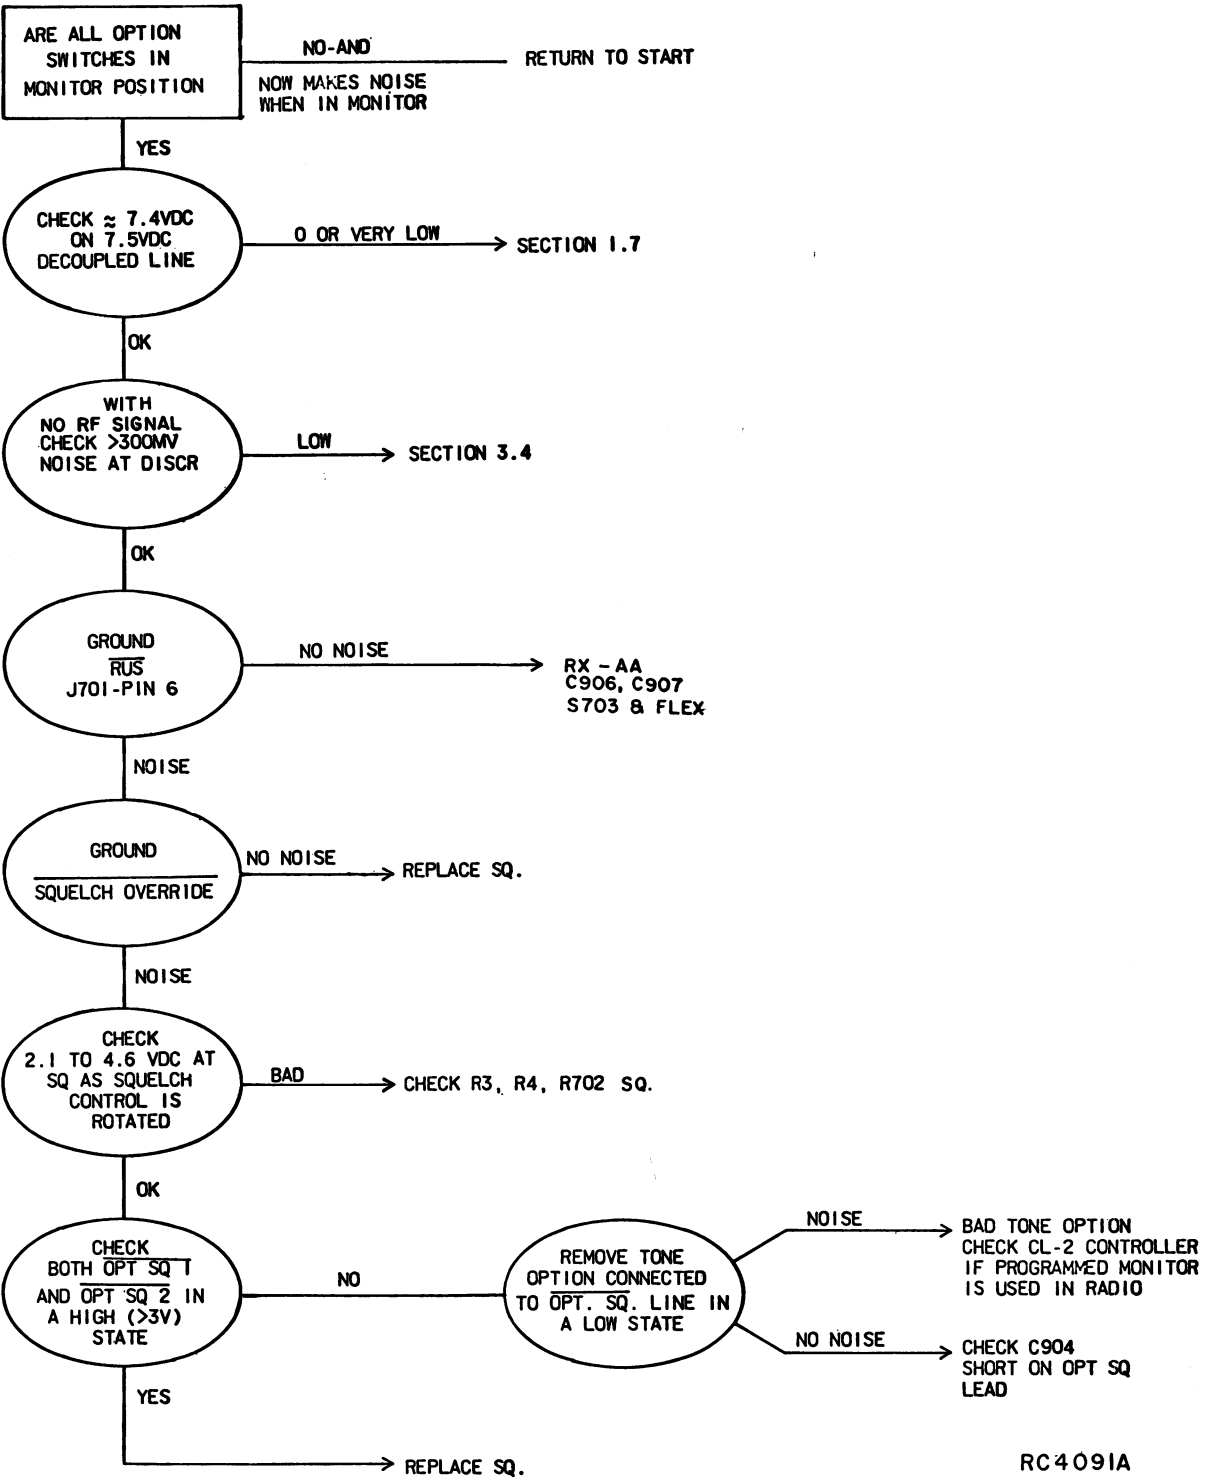 ARE ALL OPTION
SWITCHES IN
MONITOR POSITION
NO-AND
NOW MAKES NOISE
WHEN IN MONITOR
RETURN TO START
YES
CHECK ≈ 7.4VDC
ON 7.5VDC
DECOUPLED LINE
O OR VERY LOW
SECTION 1.7
OK
WITH
NO RF SIGNAL
CHECK >300MV
NOISE AT DISCR
LOW
SECTION 3.4
OK
GROUND
RUS
J701-PIN 6
NO NOISE
RX - AA
C906, C907
S703 & FLEX
NOISE
GROUND
SQUELCH OVERRIDE
NO NOISE
REPLACE SQ.
NOISE
CHECK
2.1 TO 4.6 VDC AT
SQ AS SQUELCH
CONTROL IS
ROTATED
BAD
CHECK R3, R4, R702 SQ.
OK
CHECK
BOTH OPT SQ 1
AND OPT SQ 2 IN
A HIGH (>3V)
STATE
NO
REMOVE TONE
OPTION CONNECTED
TO OPT. SQ. LINE IN
A LOW STATE
NOISE
BAD TONE OPTION
CHECK CL-2 CONTROLLER
IF PROGRAMMED MONITOR
IS USED IN RADIO
NO NOISE
CHECK C904
SHORT ON OPT SQ
LEAD
YES
REPLACE SQ.
RC4091A